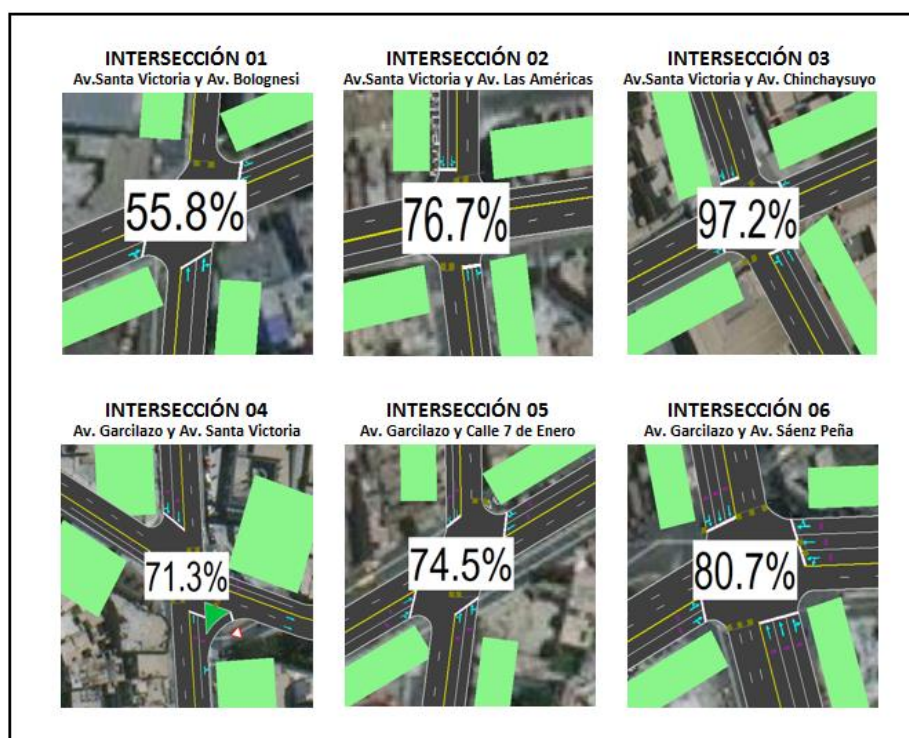 INTERSECCIÓN 01
Av.Santa Victoria y Av. Bolognesi
55.8%
INTERSECCIÓN 02
Av.Santa Victoria y Av. Las Américas
76.7%
INTERSECCIÓN 03
Av.Santa Victoria y Av. Chinchaysuyo
97.2%
INTERSECCIÓN 04
Av. Garcilazo y Av. Santa Victoria
71.3%
INTERSECCIÓN 05
Av. Garcilazo y Calle 7 de Enero
74.5%
INTERSECCIÓN 06
Av. Garcilazo y Av. Sáenz Peña
80.7%